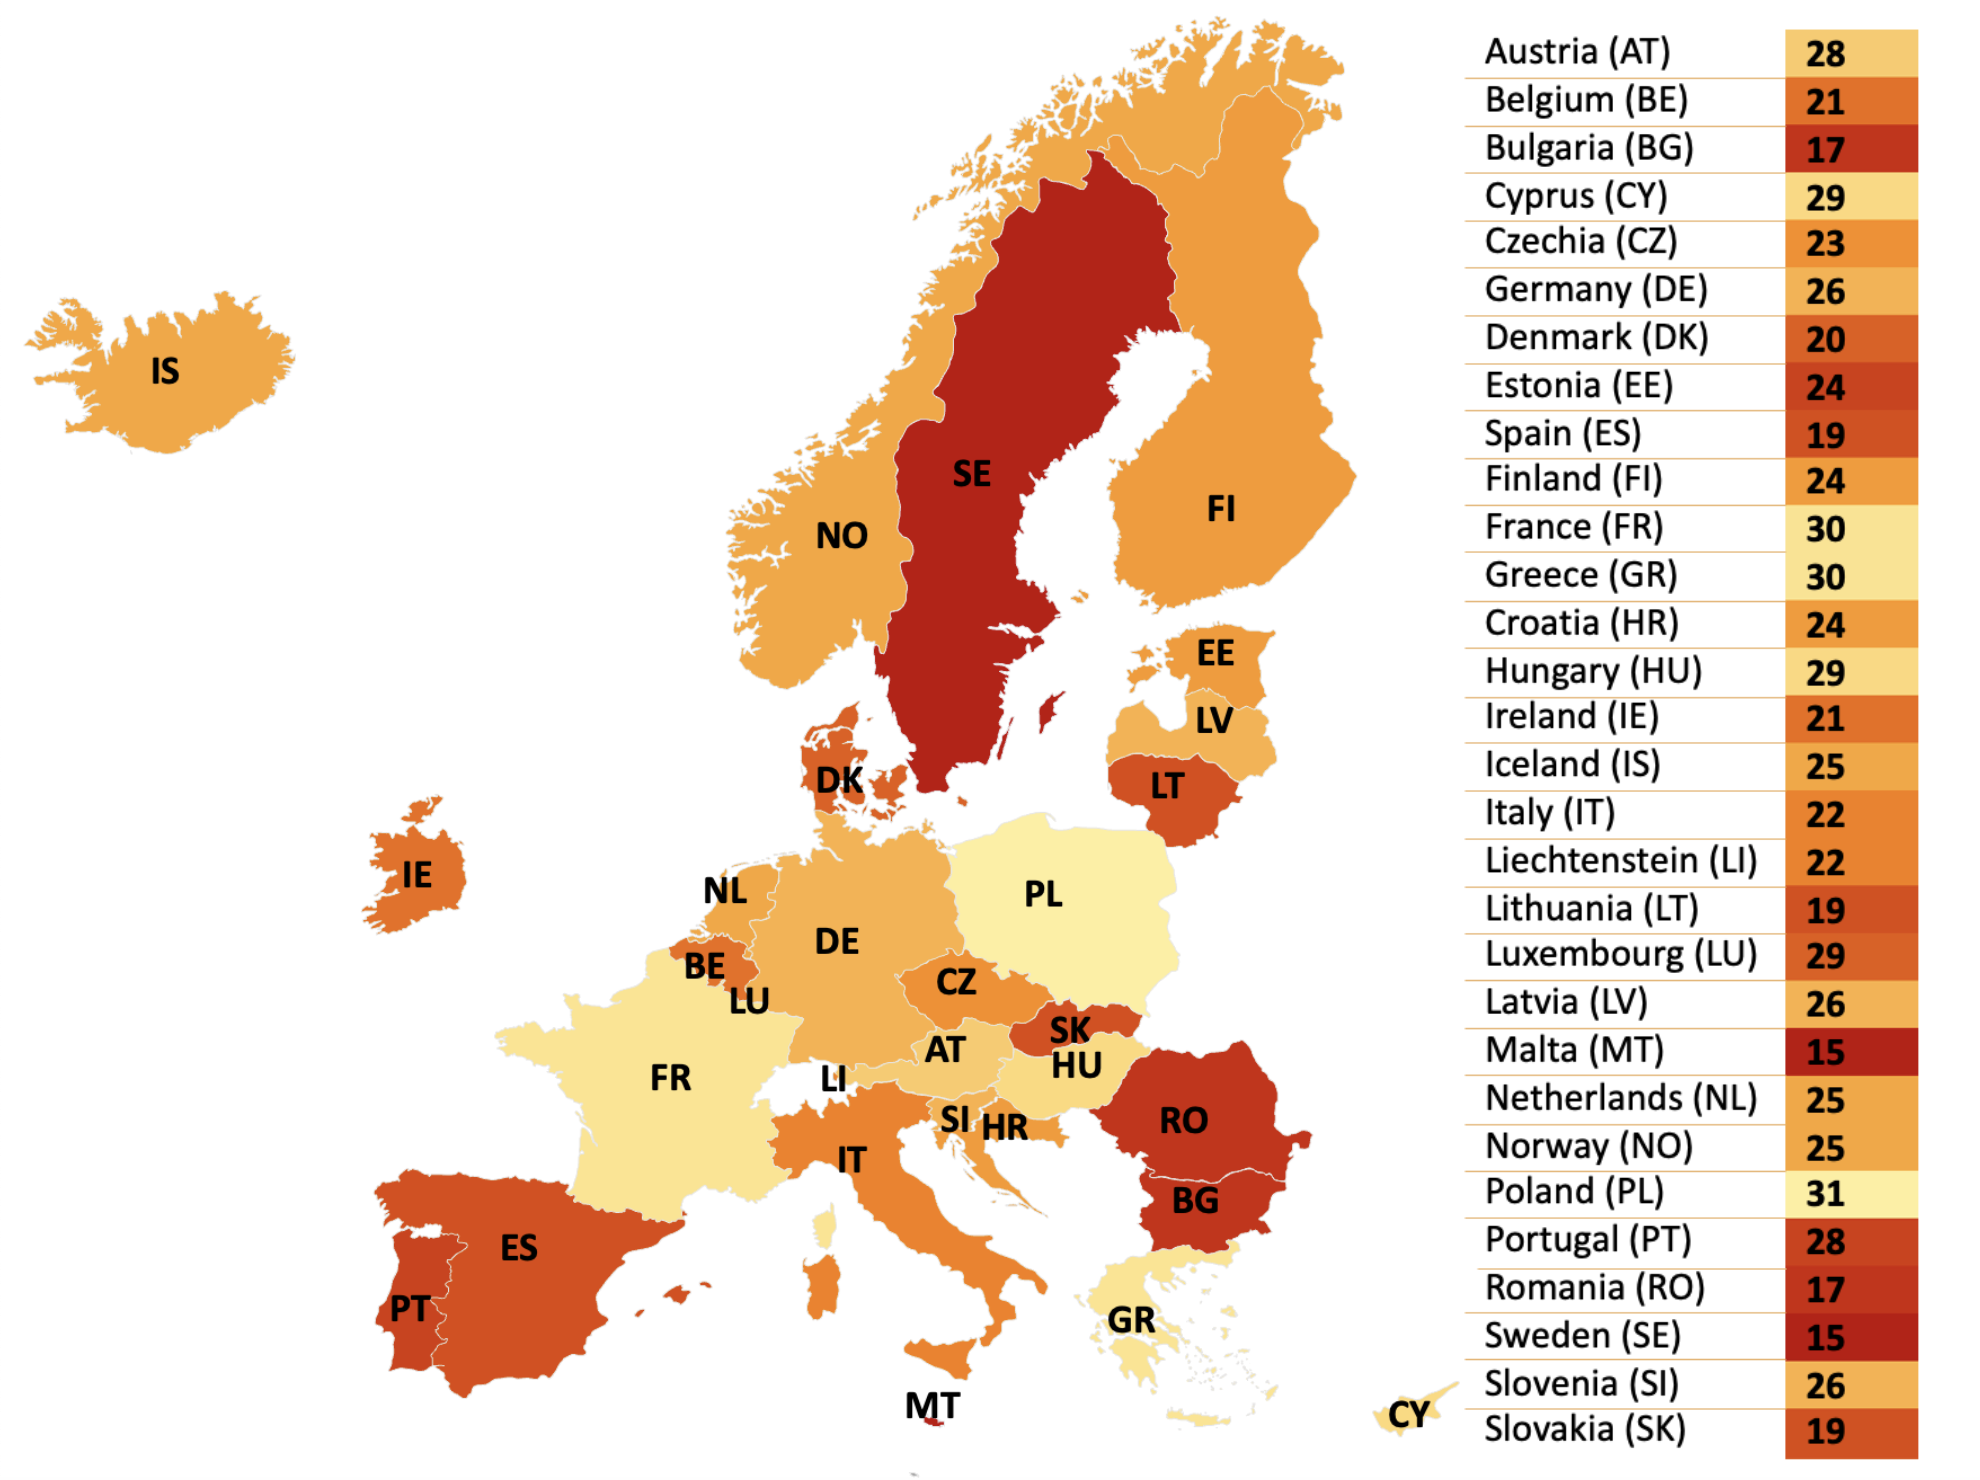 Austria (AT) 28
Belgium (BE) 21
Bulgaria (BG) 17
Cyprus (CY) 29
Czechia (CZ) 23
Germany (DE) 26
Denmark (DK) 20
Estonia (EE) 24
Spain (ES) 19
Finland (FI) 24
France (FR) 30
Greece (GR) 30
Croatia (HR) 24
Hungary (HU) 29
Ireland (IE) 21
Iceland (IS) 25
Italy (IT) 22
Liechtenstein (LI) 22
Lithuania (LT) 19
Luxembourg (LU) 29
Latvia (LV) 26
Malta (MT) 15
Netherlands (NL) 25
Norway (NO) 25
Poland (PL) 31
Portugal (PT) 28
Romania (RO) 17
Sweden (SE) 15
Slovenia (SI) 26
Slovakia (SK) 19
IS
SE
FI
NO
EE
LV
DK
LT
IE
NL
PL
DE
BE
CZ
LU
SK
AT
HU
FR
LI
SI
HR
RO
IT
BG
ES
PT
GR
MT
CY